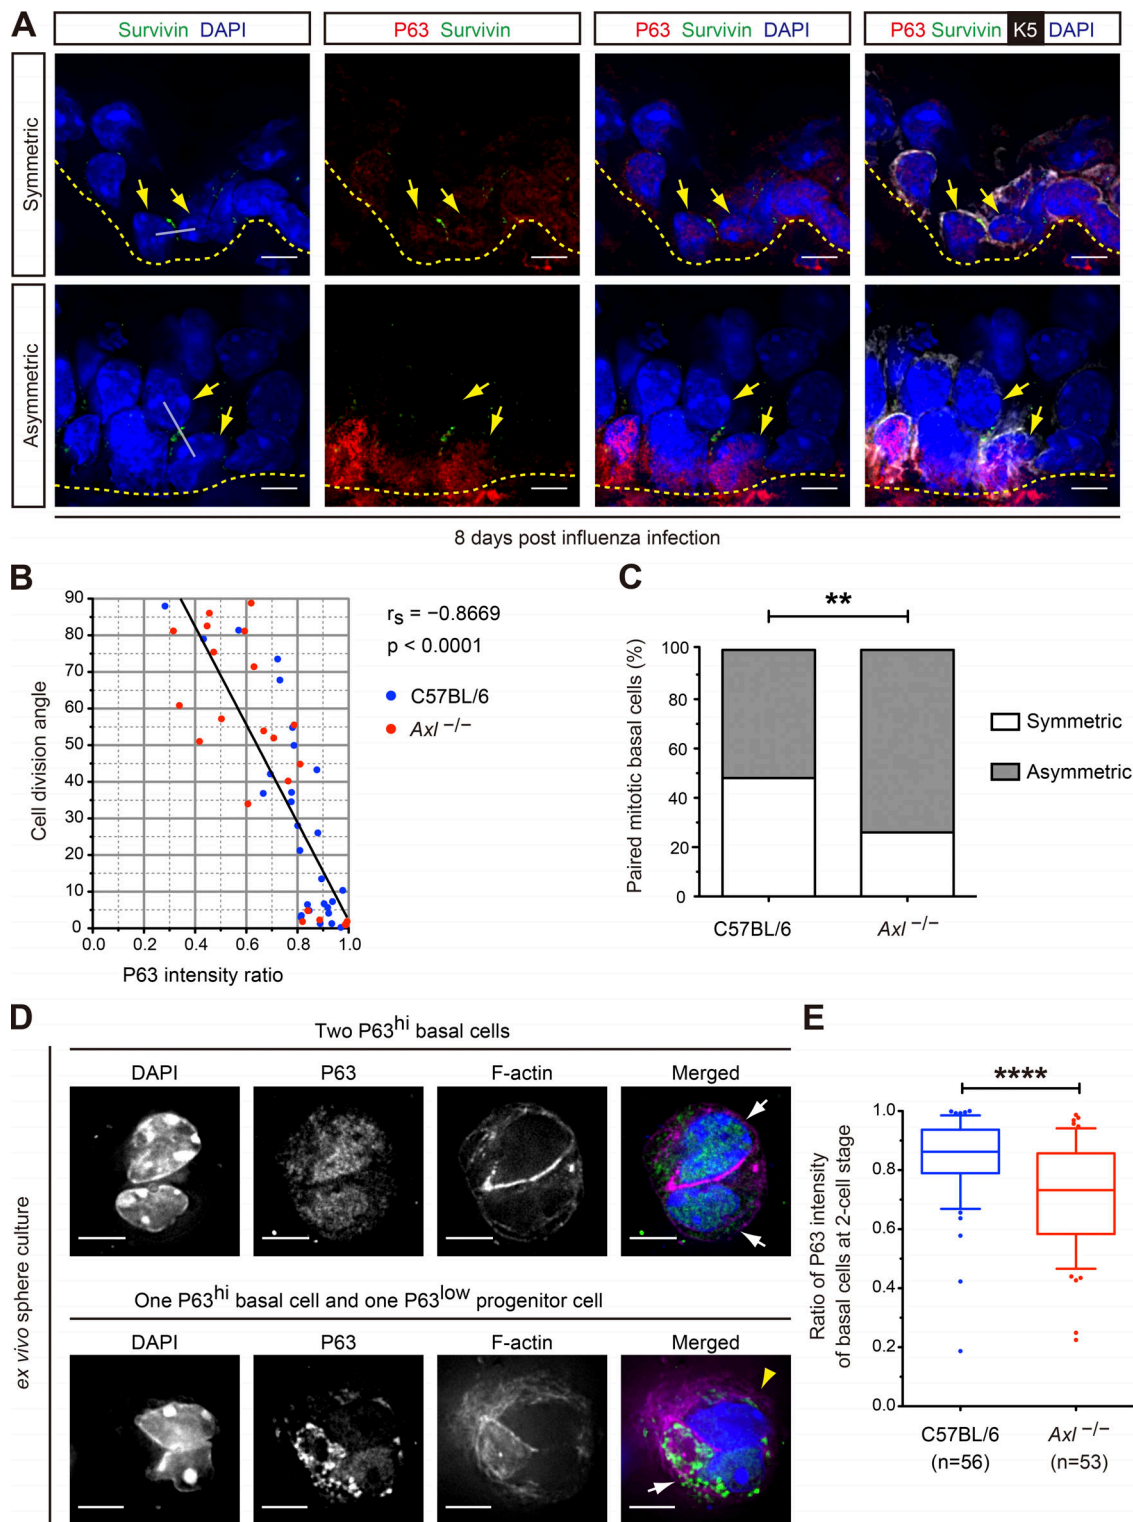 A
Survivin DAPI
P63 Survivin
P63 Survivin DAPI
P63 Survivin K5 DAPI
Symmetric
Asymmetric
8 days post influenza infection
B
90
80
70
60
50
40
30
20
10
0
0.0 0.2 0.4 0.6 0.8 1.0
Cell division angle
P63 intensity ratio
rs = −0.8669
p < 0.0001
C57BL/6
Axl −/−
C
**
100
80
60
40
20
0
Paired mitotic basal cells (%)
C57BL/6
Axl −/−
Symmetric
Asymmetric
D
ex vivo sphere culture
Two P63hi basal cells
DAPI
P63
F-actin
Merged
One P63hi basal cell and one P63low progenitor cell
DAPI
P63
F-actin
Merged
E
****
1.0
0.8
0.6
0.4
0.2
0.0
Ratio of P63 intensity
of basal cells at 2-cell stage
C57BL/6
(n=56)
Axl −/−
(n=53)